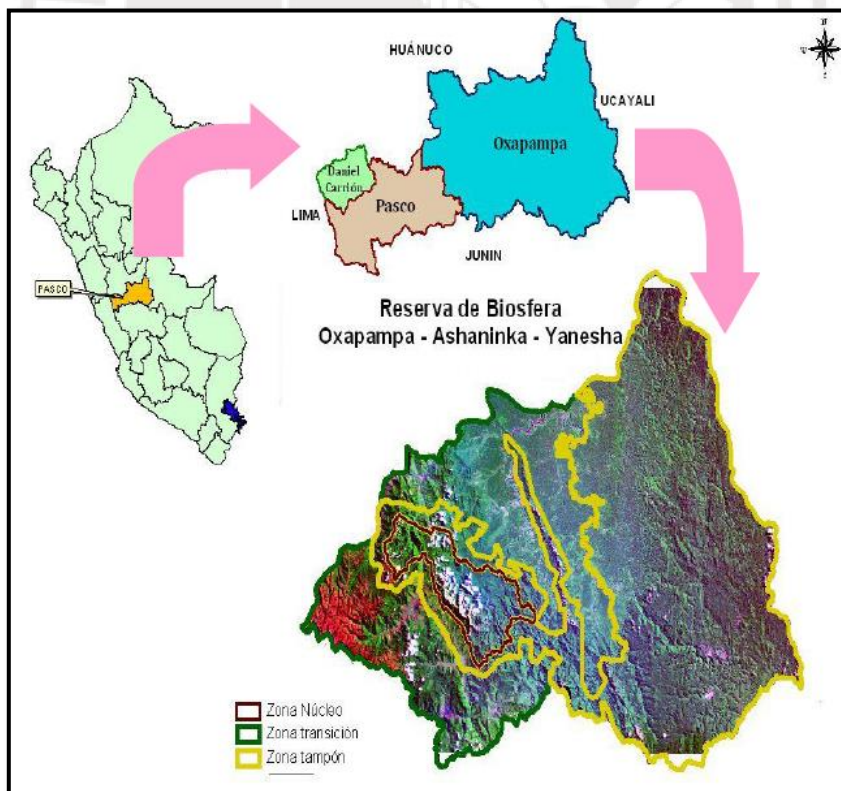 HUÁNUCO
UCAYALI
Oxapampa
Daniel
Carrión
Pasco
LIMA
JUNIN
PASCO
Reserva de Biosfera
Oxapampa - Ashaninka - Yanesha
Zona Núcleo
Zona transición
Zona tampón